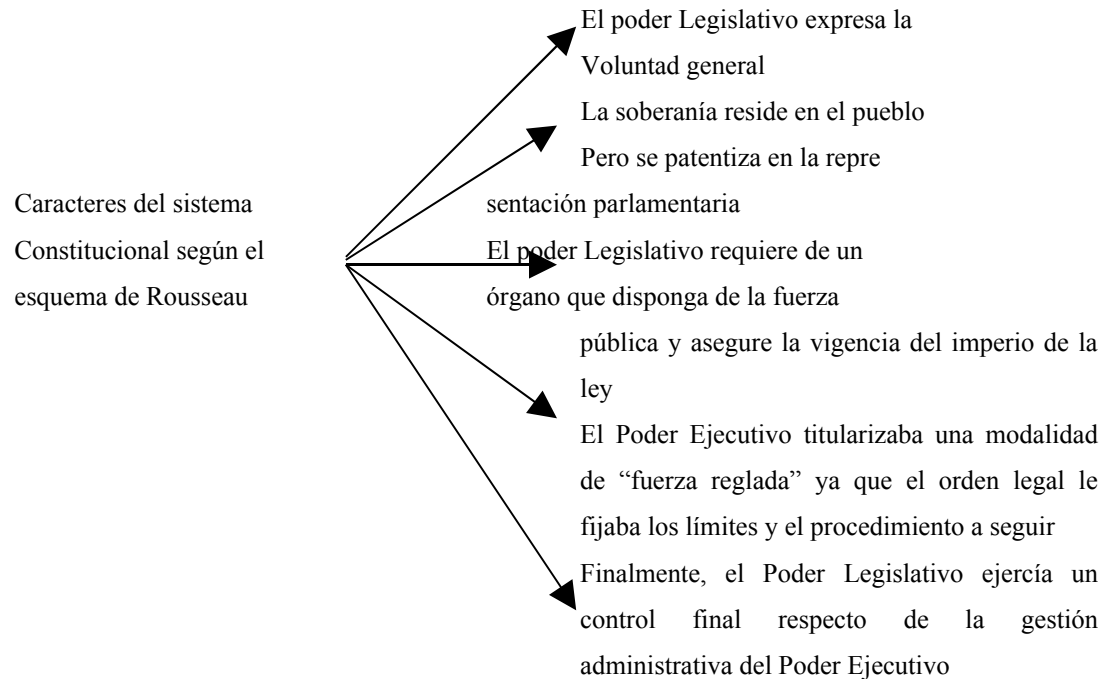 El poder Legislativo expresa la
Voluntad general
La soberanía reside en el pueblo
Pero se patentiza en la repre
Caracteres del sistema
sentación parlamentaria
Constitucional según el
El poder Legislativo requiere de un
esquema de Rousseau
órgano que disponga de la fuerza
pública y asegure la vigencia del imperio de la
ley
El Poder Ejecutivo titularizaba una modalidad
de “fuerza reglada” ya que el orden legal le
fijaba los límites y el procedimiento a seguir
Finalmente, el Poder Legislativo ejercía un
control final respecto de la gestión
administrativa del Poder Ejecutivo